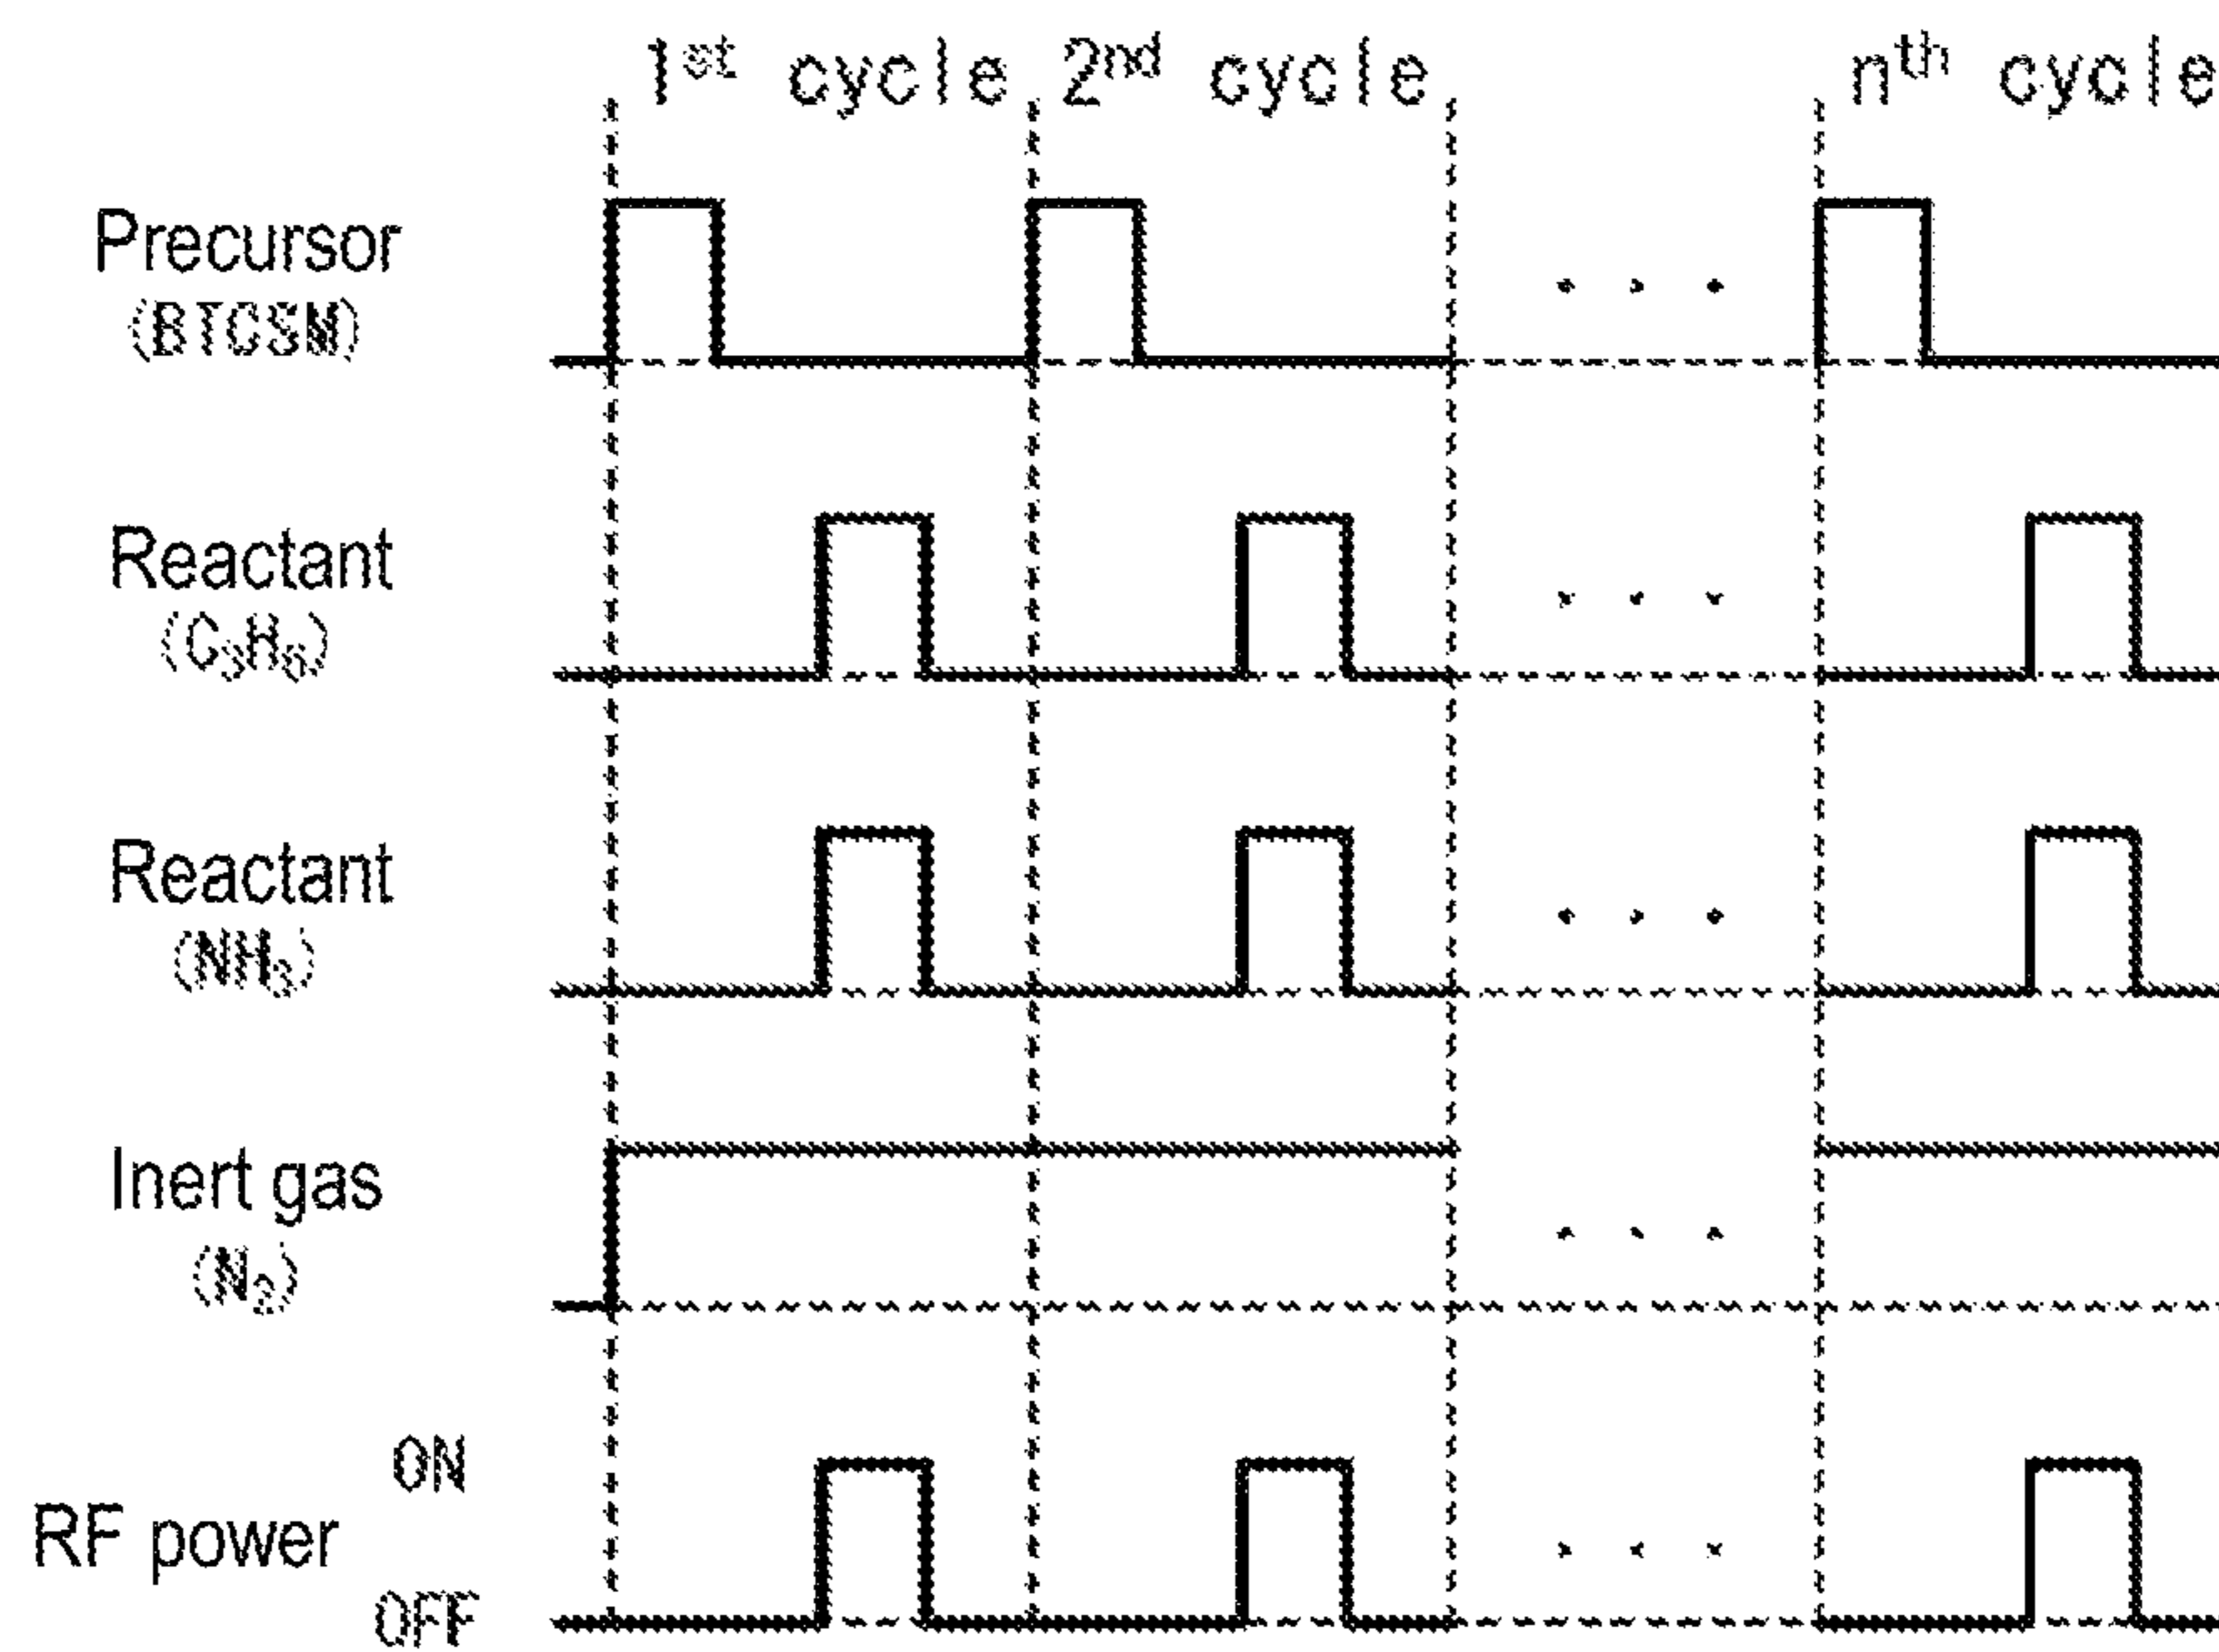 1st cycle 2nd cycle nth cycle
Precursor
(BTCSM)
Reactant
(C₃H₆)
Reactant
(NH₃)
Inert gas
(N₂)
ON
RF power
OFF